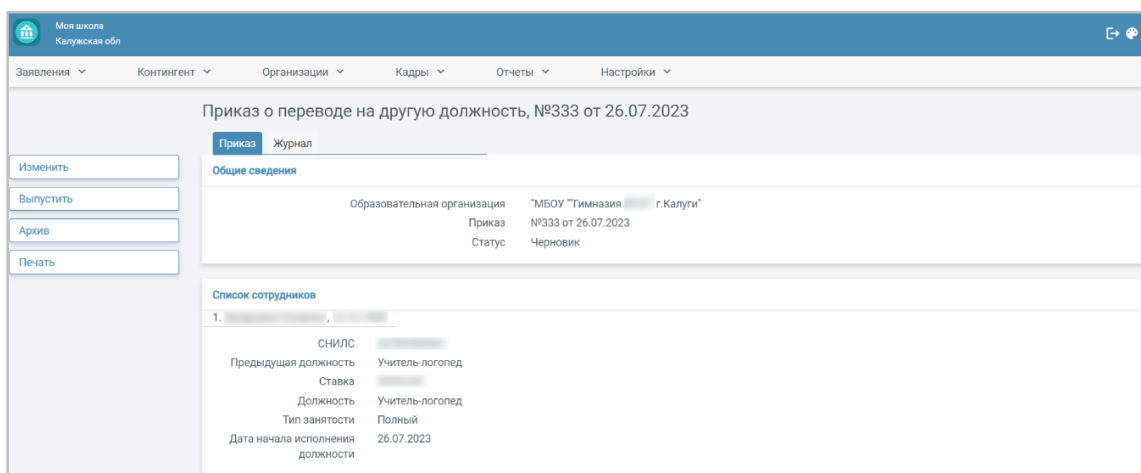 Моя школа
Калужская обл
Заявления Контингент Организации Кадры Отчеты Настройки
Приказ о переводе на другую должность, №333 от 26.07.2023
Приказ Журнал
Изменить
Выпустить
Архив
Печать
Общие сведения
Образовательная организация "МБОУ ""Гимназия г.Калуги"
Приказ №333 от 26.07.2023
Статус Черновик
Список сотрудников
1. ,
СНИЛС
Предыдущая должность Учитель-логопед
Ставка
Должность Учитель-логопед
Тип занятости Полный
Дата начала исполнения 26.07.2023
должности